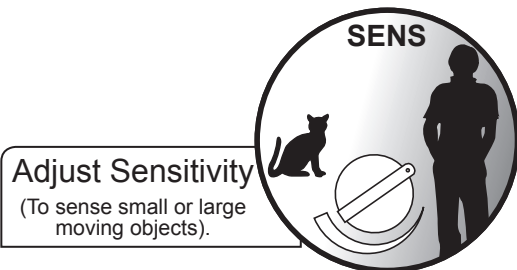 SENS
Adjust Sensitivity
(To sense small or large
moving objects).